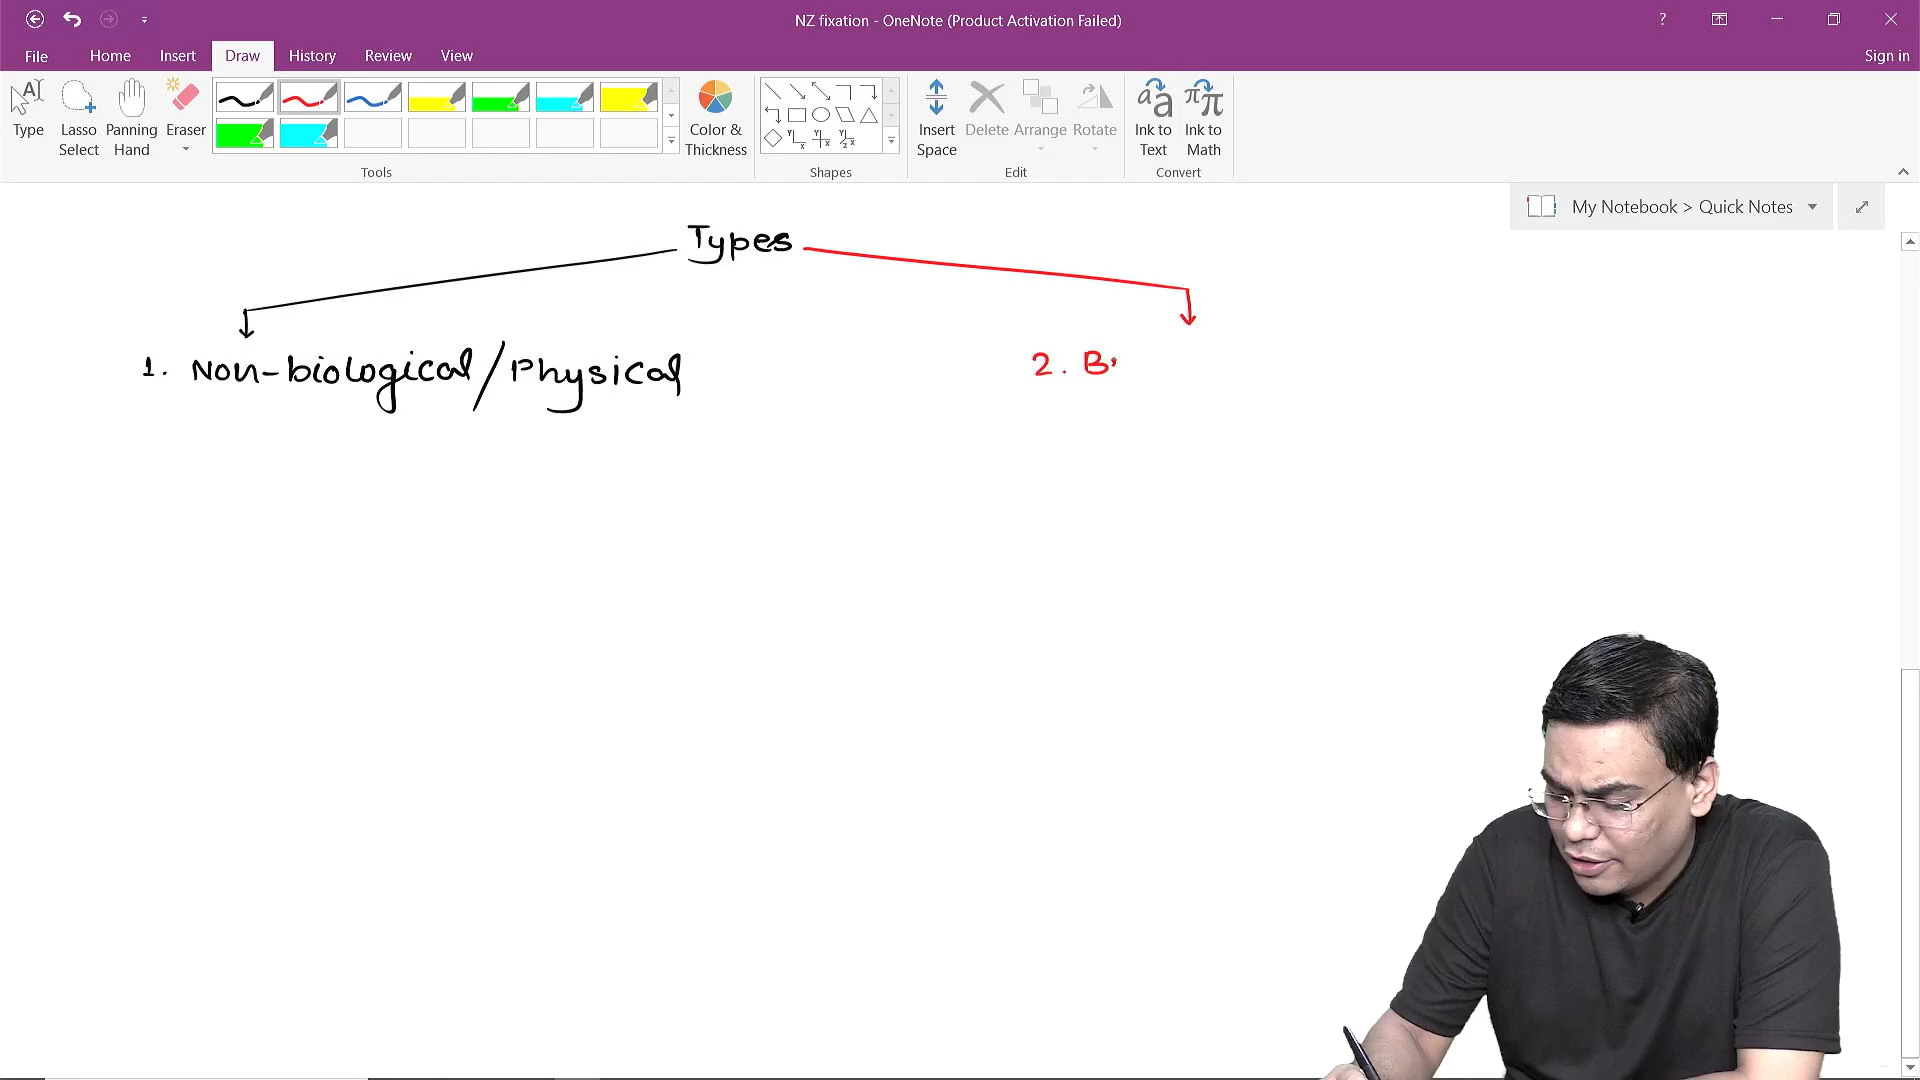 NZ fixation - OneNote (Product Activation Failed)
?
File Home Insert Draw History Review View
Sign in
Type
Lasso Select
Panning Hand
Eraser
Color & Thickness
Insert Space
Delete
Arrange
Rotate
Ink to Text
Ink to Math
Tools
Shapes
Edit
Convert
My Notebook > Quick Notes
Types
1. Non-biological/Physical
2. Bi